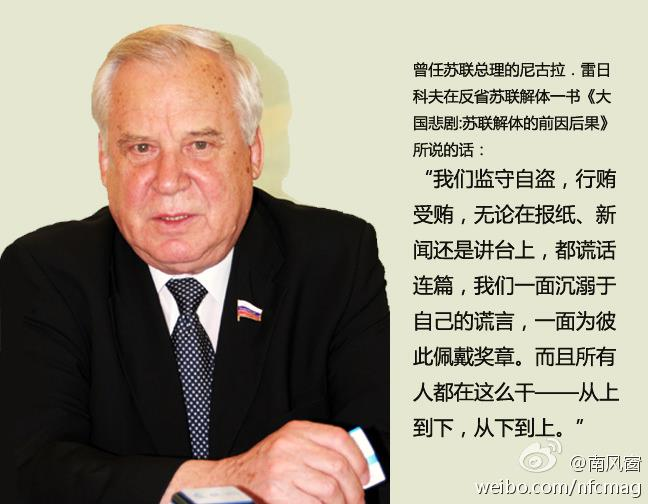 曾任苏联总理的尼古拉．雷日
科夫在反省苏联解体一书《大
国悲剧:苏联解体的前因后果》
所说的话：
“我们监守自盗，行贿
受贿，无论在报纸、新
闻还是讲台上，都谎话
连篇，我们一面沉溺于
自己的谎言，一面为彼
此佩戴奖章。而且所有
人都在这么干——从上
到下，从下到上。”
@南风窗
weibo.com/nfcmag